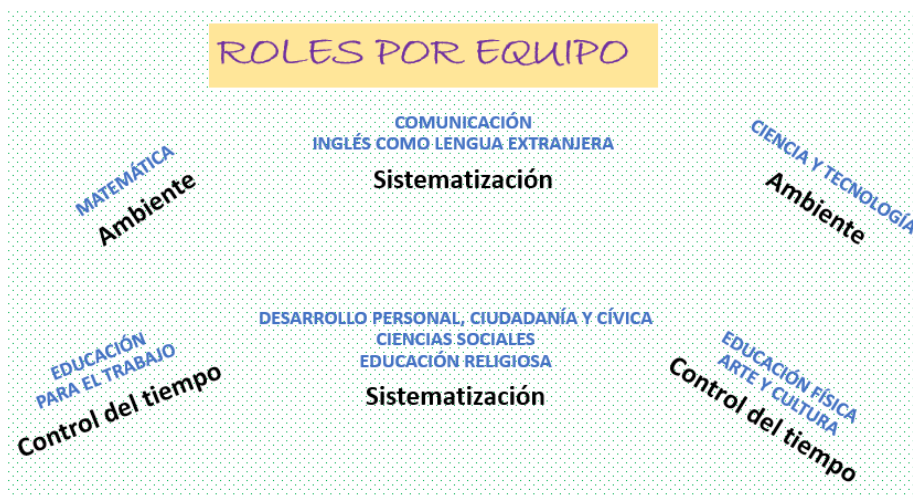 ROLES POR EQUIPO
MATEMÁTICA
Ambiente
COMUNICACIÓN
INGLÉS COMO LENGUA EXTRANJERA
Sistematización
CIENCIA Y TECNOLOGÍA
Ambiente
EDUCACIÓN
PARA EL TRABAJO
Control del tiempo
DESARROLLO PERSONAL, CIUDADANÍA Y CÍVICA
CIENCIAS SOCIALES
EDUCACIÓN RELIGIOSA
Sistematización
EDUCACIÓN FÍSICA
ARTE Y CULTURA
Control del tiempo